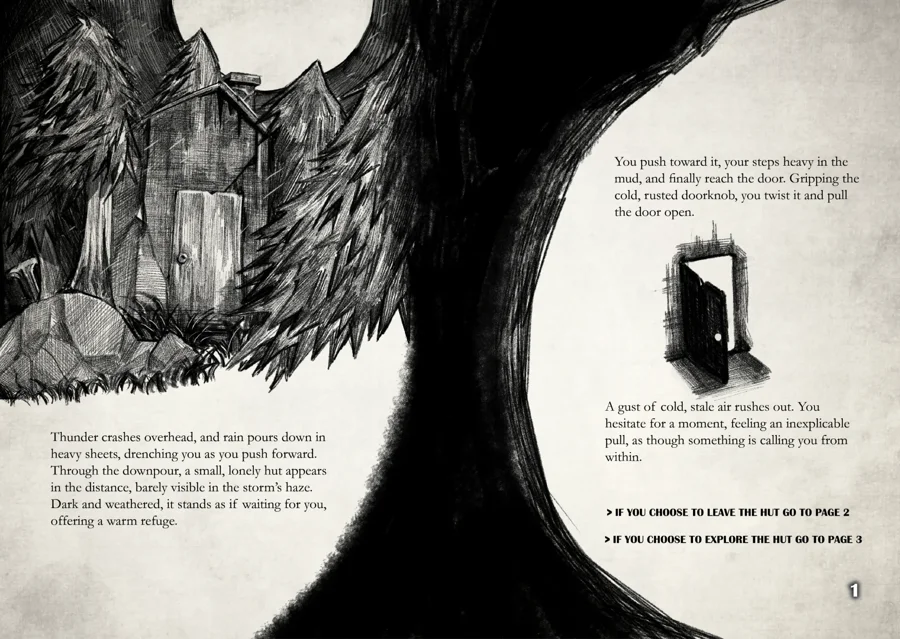 Thunder crashes overhead, and rain pours down in
heavy sheets, drenching you as you push forward.
Through the downpour, a small, lonely hut appears
in the distance, barely visible in the storm's haze.
Dark and weathered, it stands as if waiting for you,
offering a warm refuge.
You push toward it, your steps heavy in the
mud, and finally reach the door. Gripping the
cold, rusted doorknob, you twist it and pull
the door open.
A gust of cold, stale air rushes out. You
hesitate for a moment, feeling an inexplicable
pull, as though something is calling you from
within.
> IF YOU CHOOSE TO LEAVE THE HUT GO TO PAGE 2
> IF YOU CHOOSE TO EXPLORE THE HUT GO TO PAGE 3
1